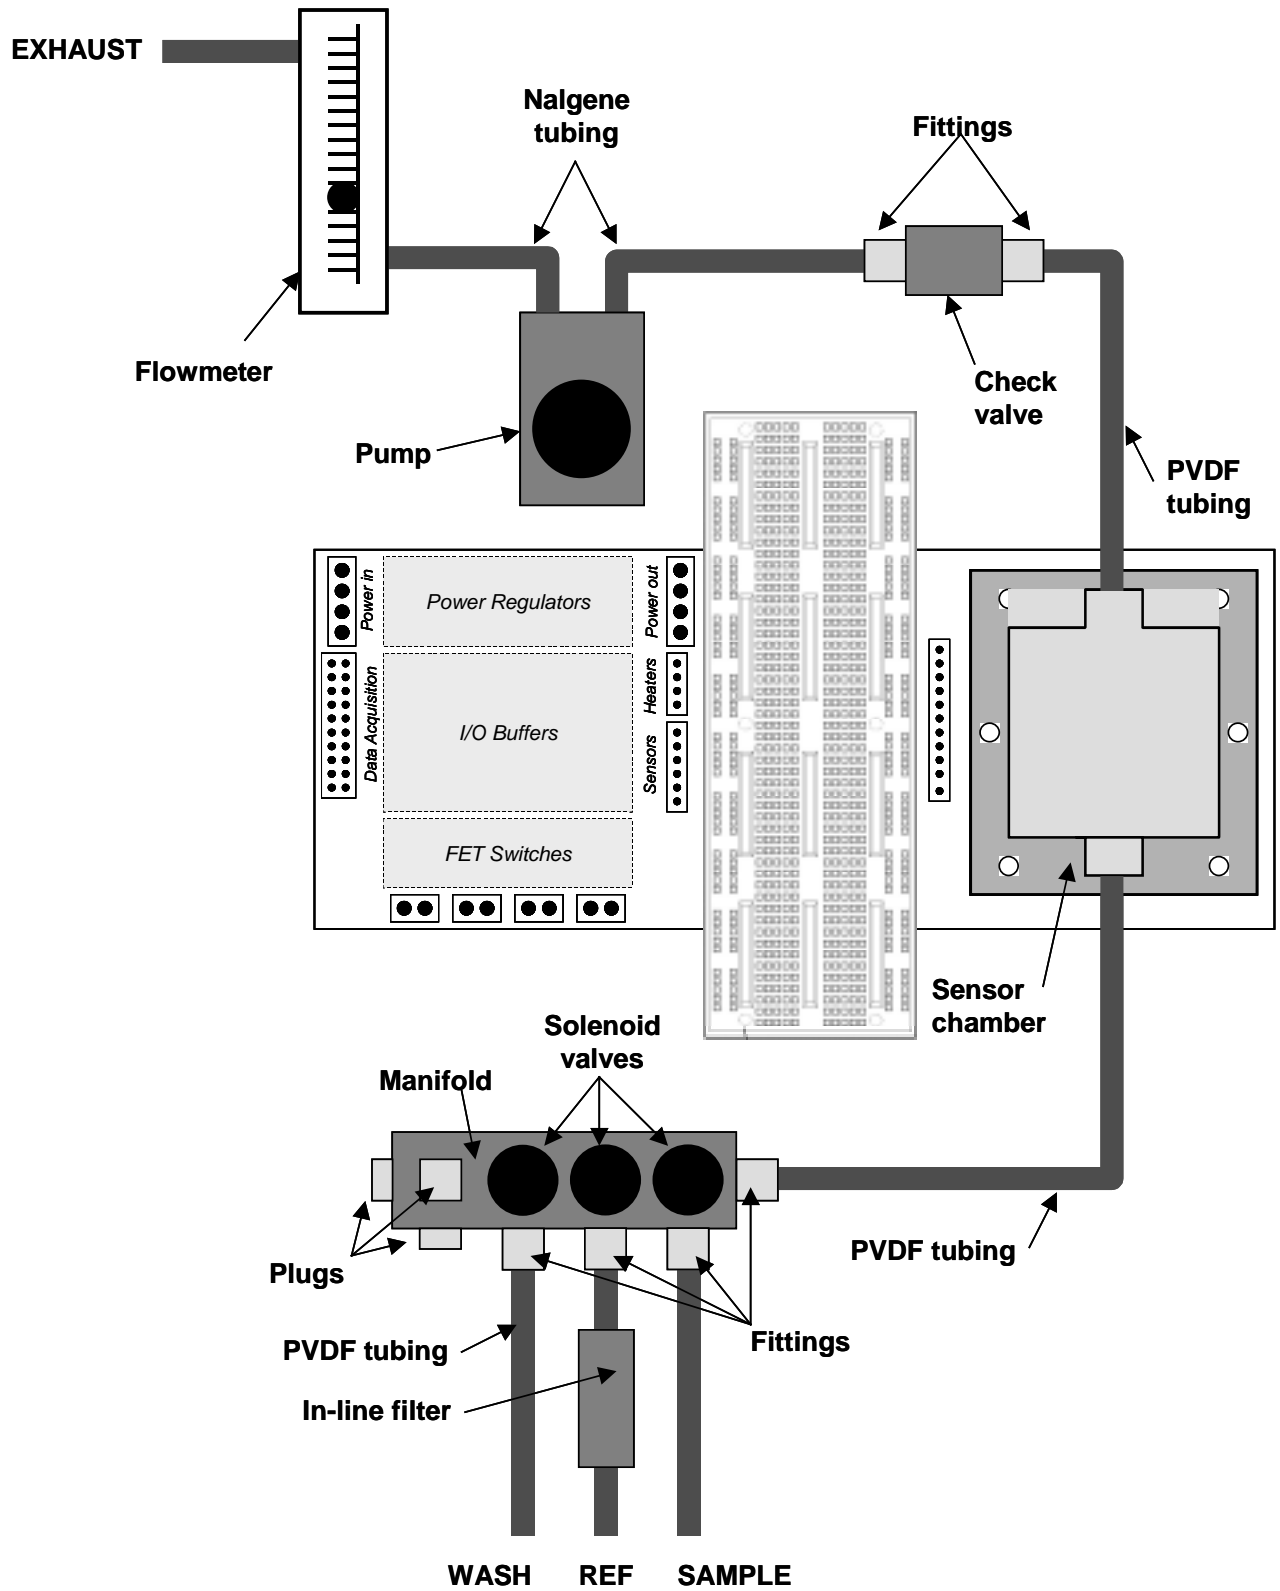 EXHAUST
Nalgene
tubing
Fittings
Flowmeter
Check
valve
Pump
PVDF
tubing
Power in
Power Regulators
Power out
Data Acquisition
I/O Buffers
Heaters
Sensors
FET Switches
Sensor
chamber
Solenoid
valves
Manifold
PVDF tubing
Plugs
Fittings
PVDF tubing
In-line filter
WASH REF SAMPLE